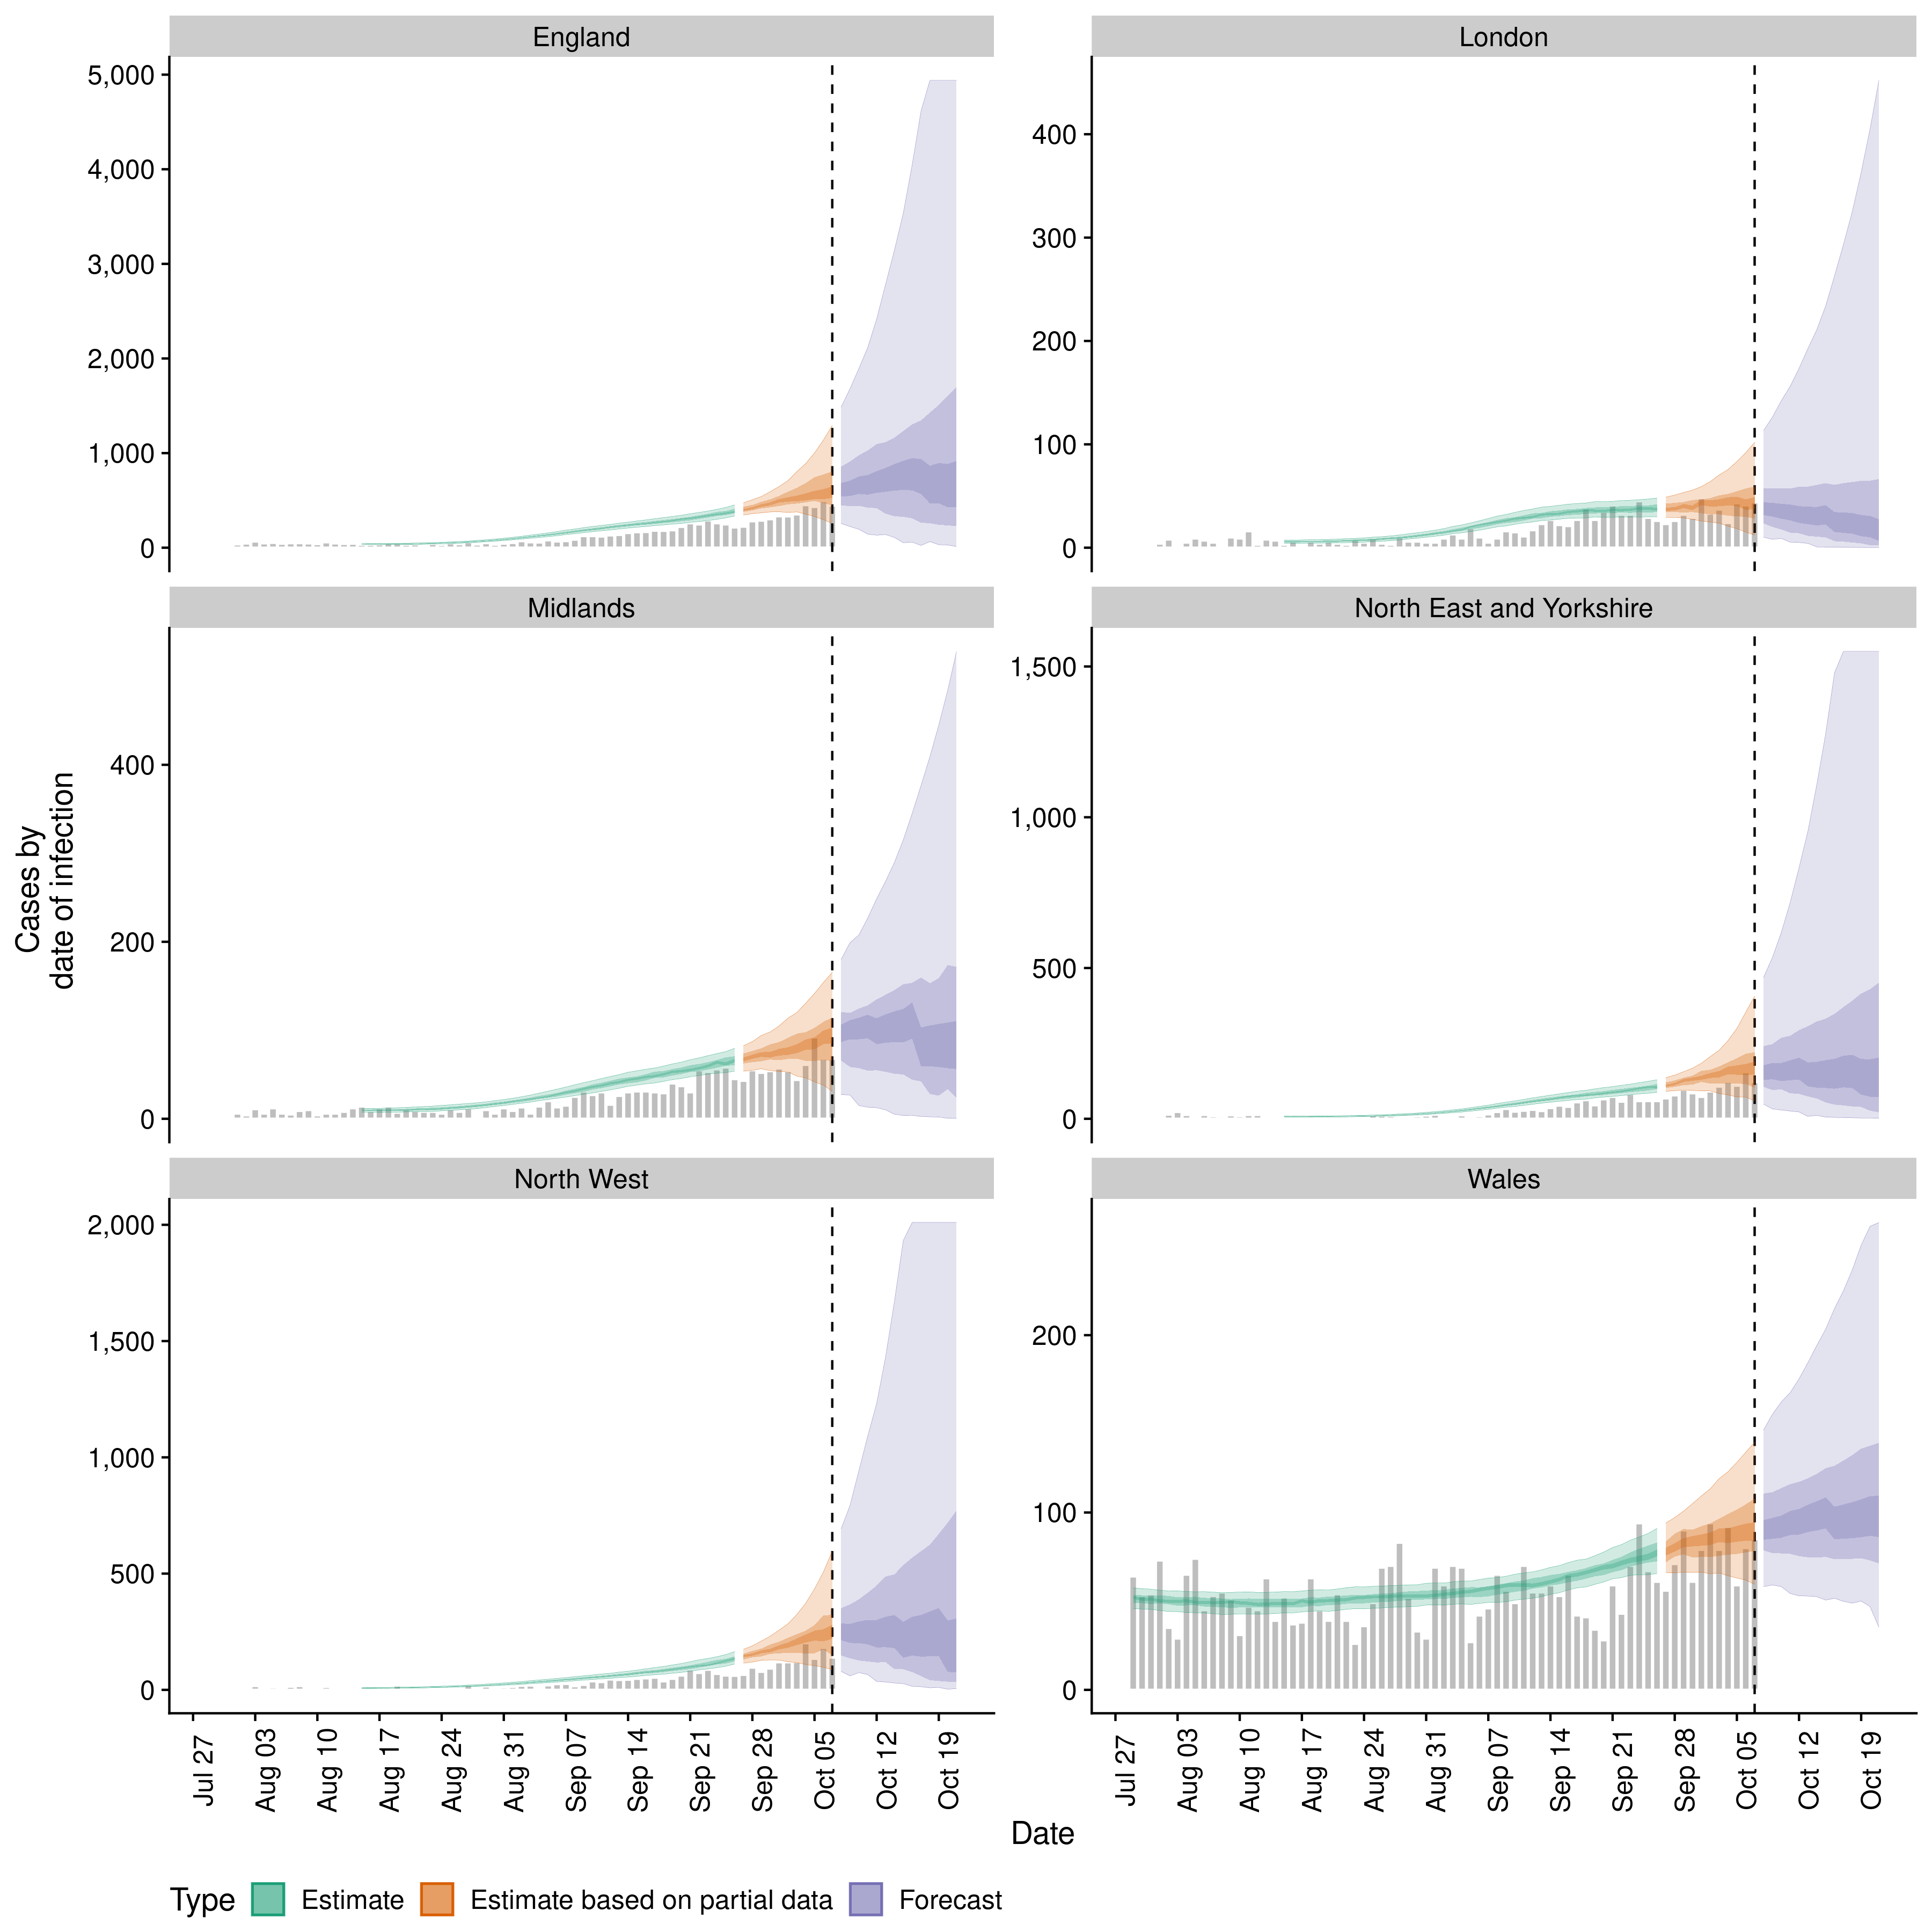 England
5,000
4,000
3,000
2,000
1,000
0
London
400
300
200
100
0
Midlands
400
200
0
North East and Yorkshire
1,500
1,000
500
0
North West
2,000
1,500
1,000
500
0
Wales
200
100
0
Cases by
date of infection
Jul 27
Aug 03
Aug 10
Aug 17
Aug 24
Aug 31
Sep 07
Sep 14
Sep 21
Sep 28
Oct 05
Oct 12
Oct 19
Jul 27
Aug 03
Aug 10
Aug 17
Aug 24
Aug 31
Sep 07
Sep 14
Sep 21
Sep 28
Oct 05
Oct 12
Oct 19
Date
Type Estimate Estimate based on partial data Forecast